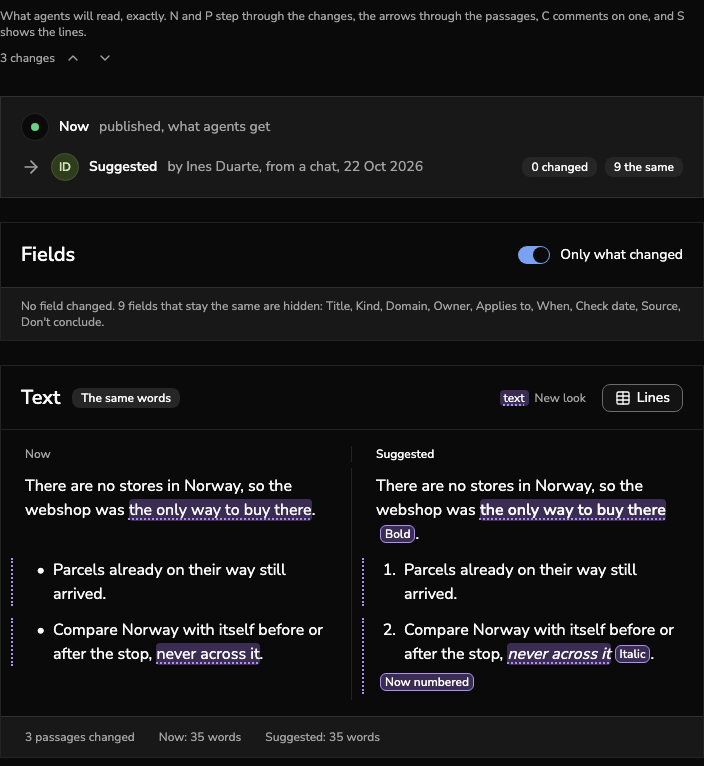 What agents will read, exactly. N and P step through the changes, the arrows through the passages, C comments on one, and S
shows the lines.
3 changes
Now published, what agents get
ID Suggested by Ines Duarte, from a chat, 22 Oct 2026 0 changed 9 the same
Fields Only what changed
No field changed. 9 fields that stay the same are hidden: Title, Kind, Domain, Owner, Applies to, When, Check date, Source,
Don't conclude.
Text The same words text New look Lines
Now
There are no stores in Norway, so the
webshop was the only way to buy there.
• Parcels already on their way still
arrived.
• Compare Norway with itself before or
after the stop, never across it.
Suggested
There are no stores in Norway, so the
webshop was the only way to buy there
Bold.
1. Parcels already on their way still
arrived.
2. Compare Norway with itself before or
after the stop, never across it Italic.
Now numbered
3 passages changed Now: 35 words Suggested: 35 words